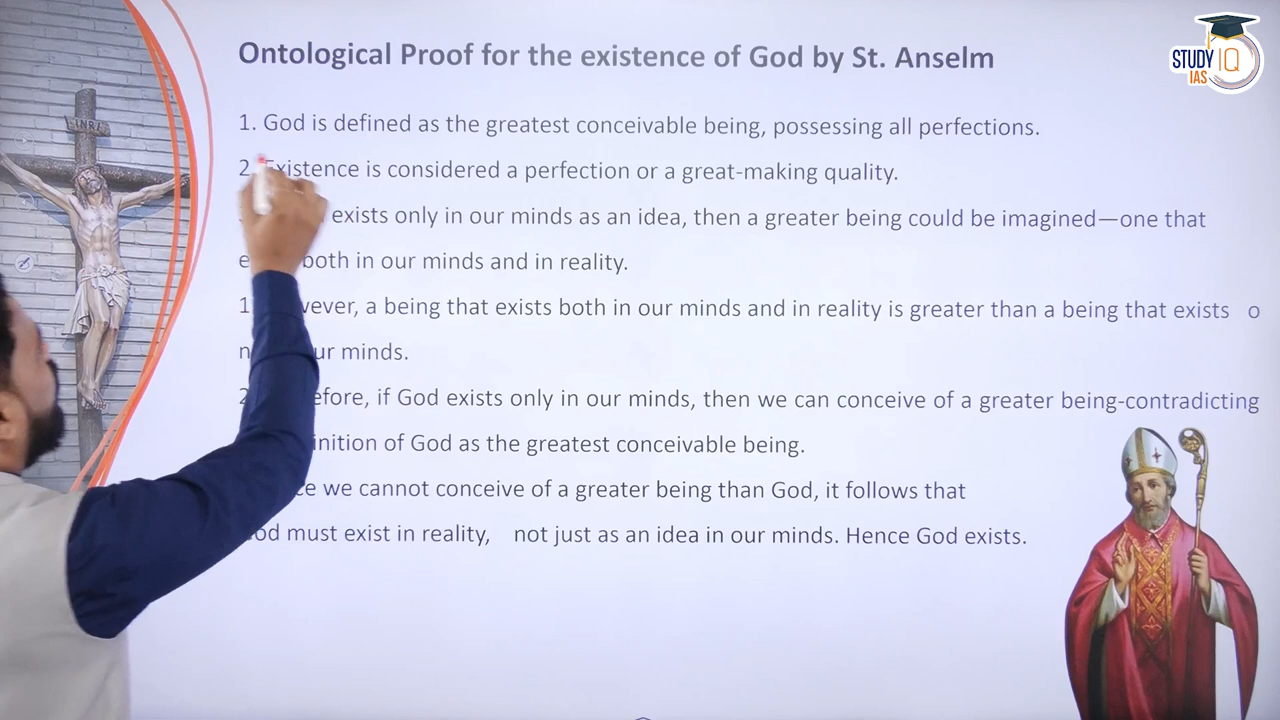 INRI
STUDY IQ
IAS
Ontological Proof for the existence of God by St. Anselm
1. God is defined as the greatest conceivable being, possessing all perfections.
2. Existence is considered a perfection or a great-making quality.
exists only in our minds as an idea, then a greater being could be imagined—one that
both in our minds and in reality.
a being that exists both in our minds and in reality is greater than a being that exists o
minds.
if God exists only in our minds, then we can conceive of a greater being-contradicting
of God as the greatest conceivable being.
we cannot conceive of a greater being than God, it follows that
must exist in reality, not just as an idea in our minds. Hence God exists.